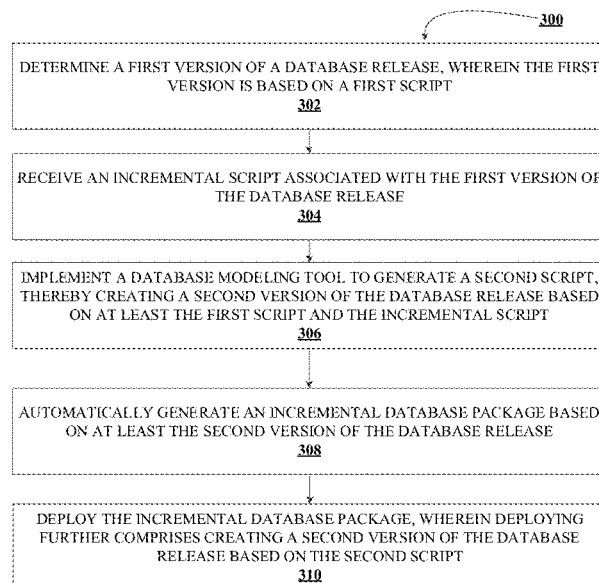 300
DETERMINE A FIRST VERSION OF A DATABASE RELEASE, WHEREIN THE FIRST
VERSION IS BASED ON A FIRST SCRIPT
302
RECEIVE AN INCREMENTAL SCRIPT ASSOCIATED WITH THE FIRST VERSION OF
THE DATABASE RELEASE
304
IMPLEMENT A DATABASE MODELING TOOL TO GENERATE A SECOND SCRIPT,
THEREBY CREATING A SECOND VERSION OF THE DATABASE RELEASE BASED
ON AT LEAST THE FIRST SCRIPT AND THE INCREMENTAL SCRIPT
306
AUTOMATICALLY GENERATE AN INCREMENTAL DATABASE PACKAGE BASED
ON AT LEAST THE SECOND VERSION OF THE DATABASE RELEASE
308
DEPLOY THE INCREMENTAL DATABASE PACKAGE, WHEREIN DEPLOYING
FURTHER COMPRISES CREATING A SECOND VERSION OF THE DATABASE
RELEASE BASED ON THE SECOND SCRIPT
310